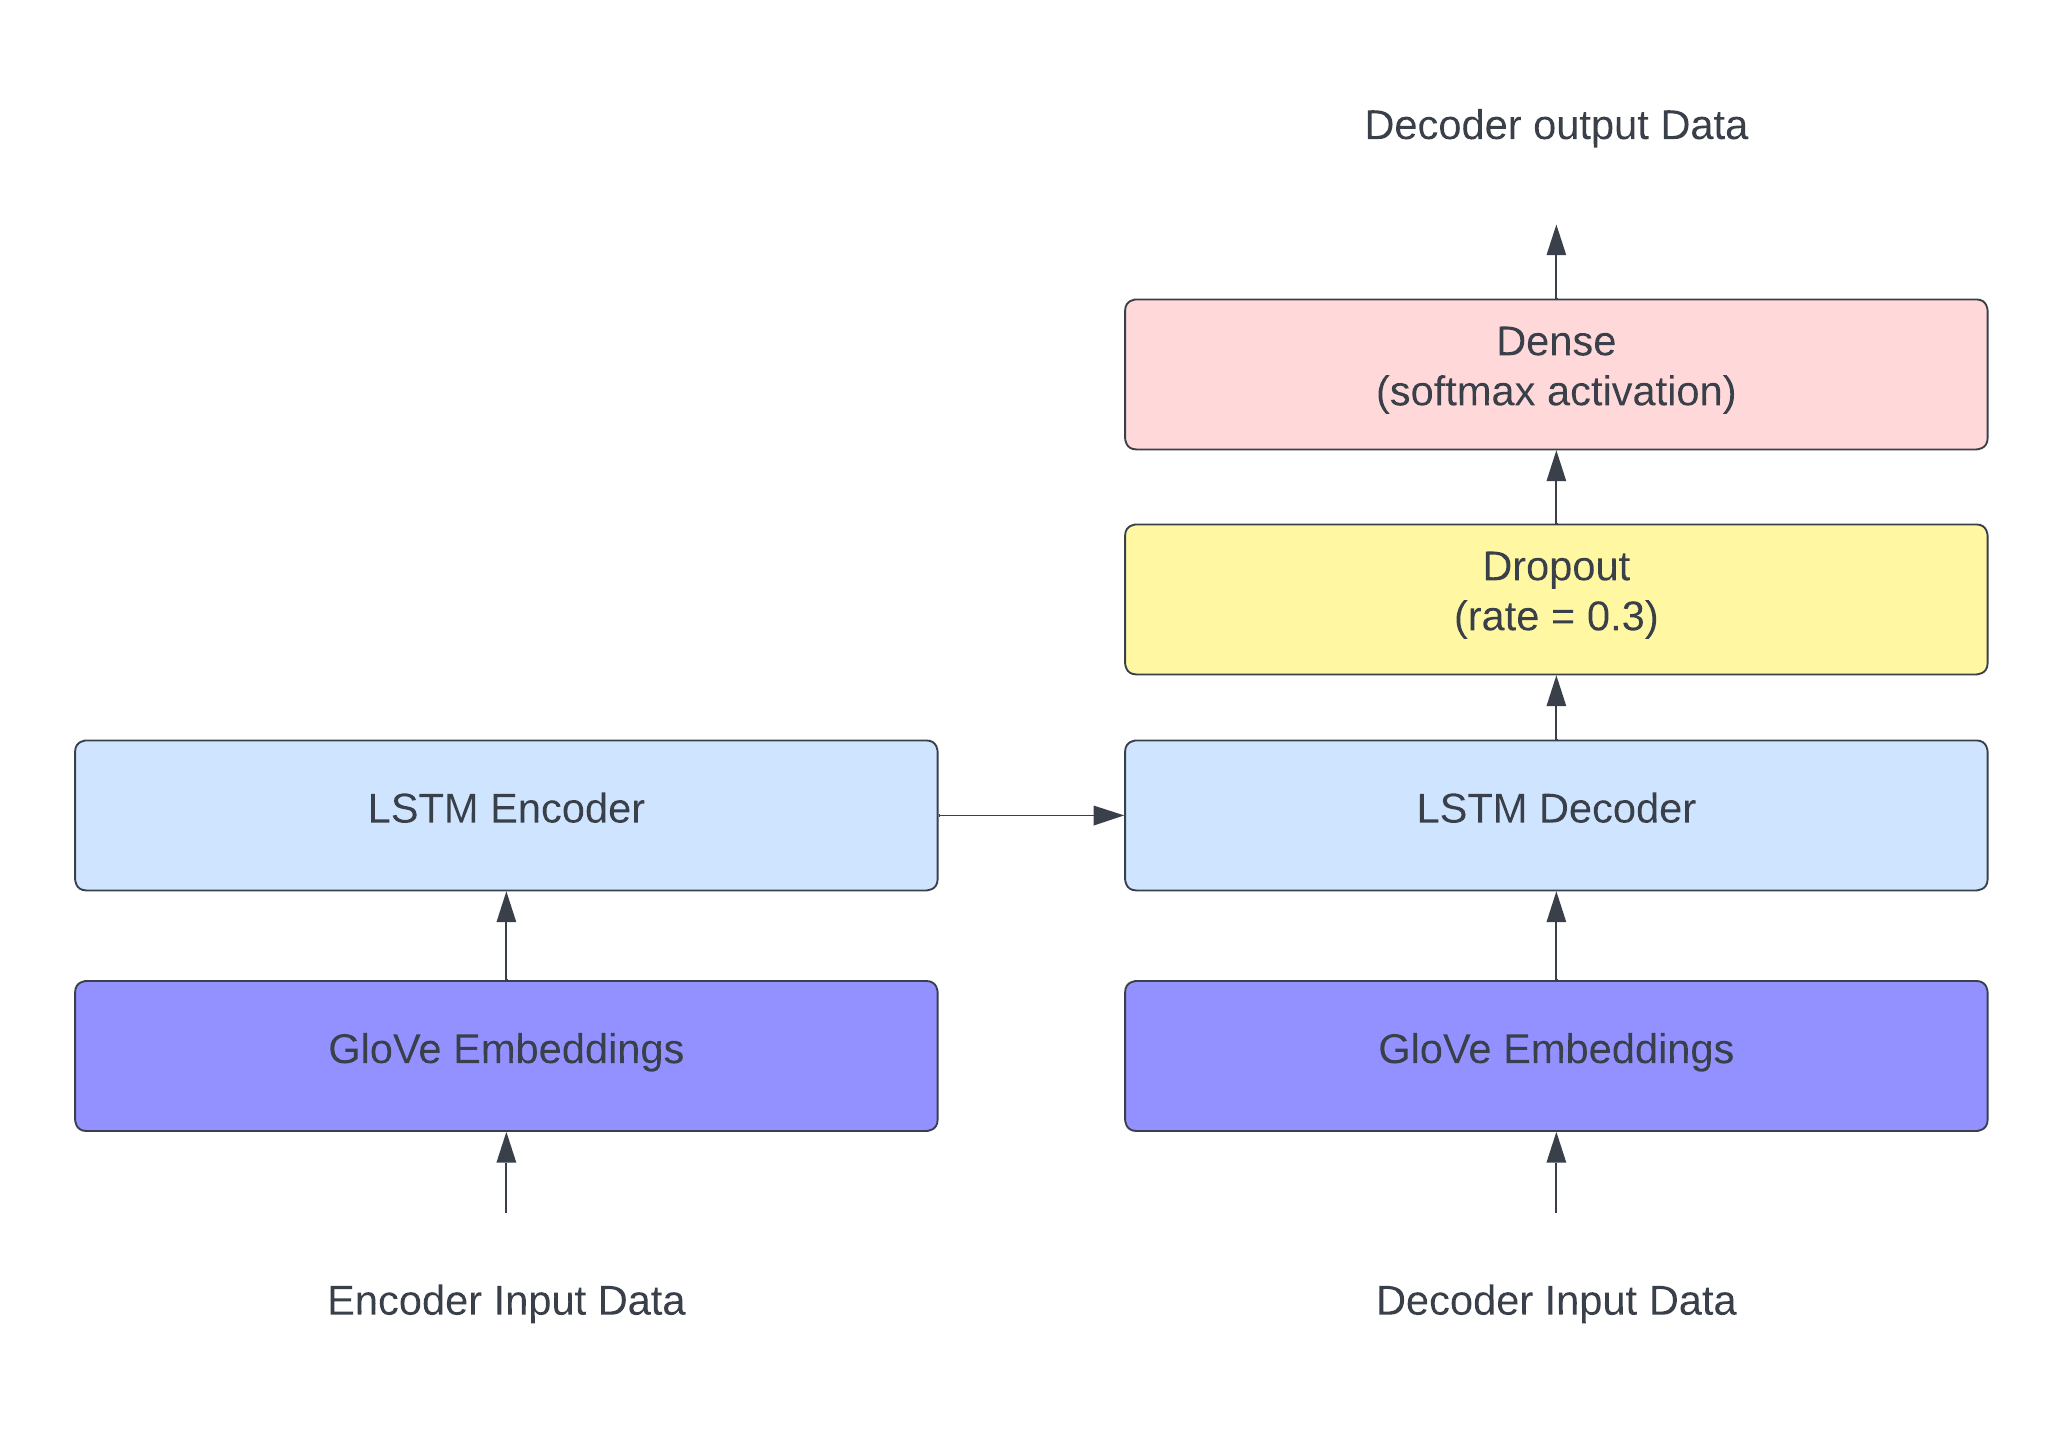 Decoder output Data
Dense
(softmax activation)
Dropout
(rate = 0.3)
LSTM Encoder
LSTM Decoder
GloVe Embeddings
GloVe Embeddings
Encoder Input Data
Decoder Input Data